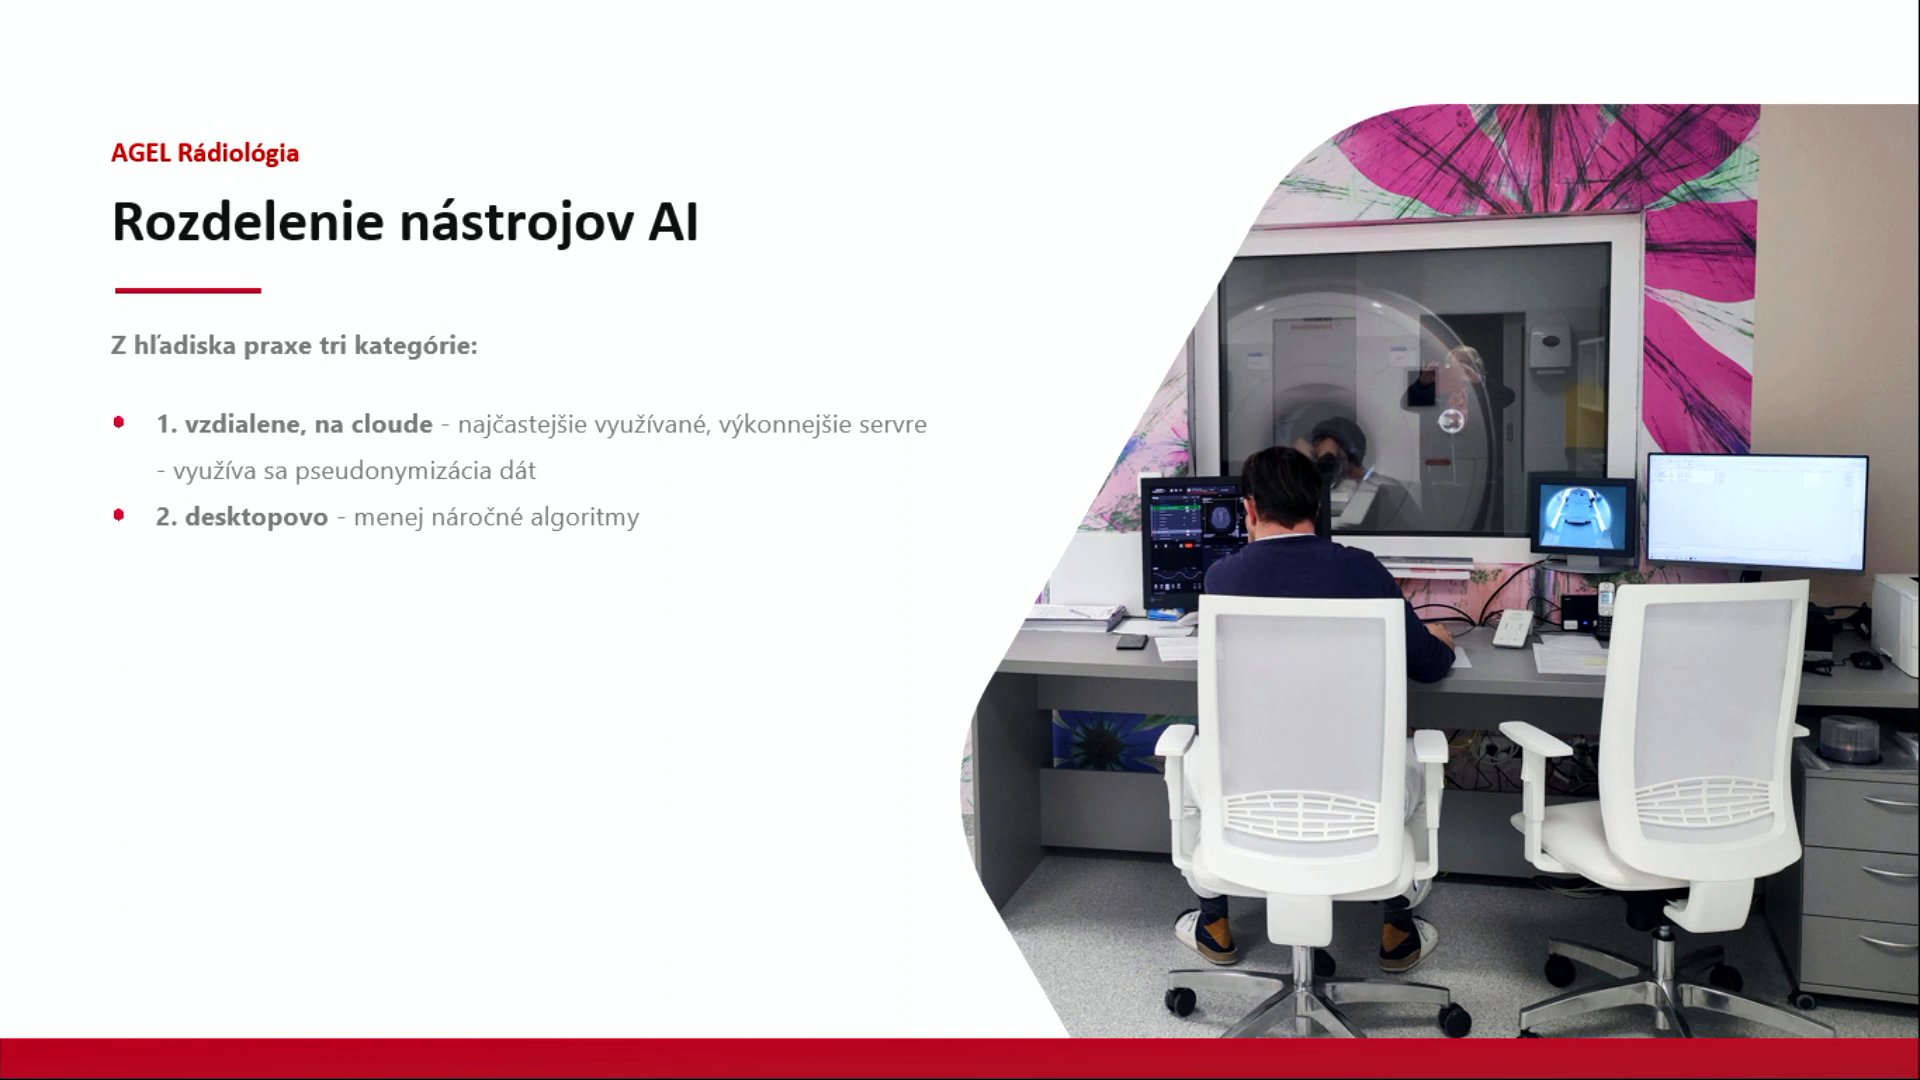 AGEL Rádiológia
Rozdelenie nástrojov AI
Z hľadiska praxe tri kategórie:
1. vzdialene, na cloude - najčastejšie využívané, výkonnejšie servre
- využíva sa pseudonymizácia dát
2. desktopovo - menej náročné algoritmy